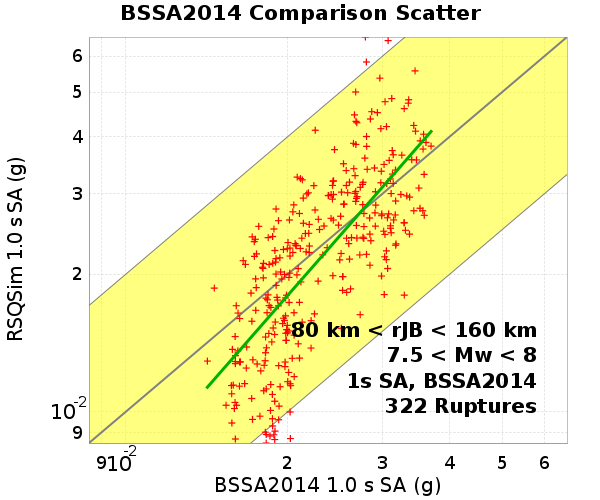 BSSA2014 Comparison Scatter
RSQSim 1.0 s SA (g)
6
5
4
3
2
10-2
9
80 km < rJB < 160 km
7.5 < Mw < 8
1s SA, BSSA2014
322 Ruptures
9 10-2 2 3 4 5 6
BSSA2014 1.0 s SA (g)